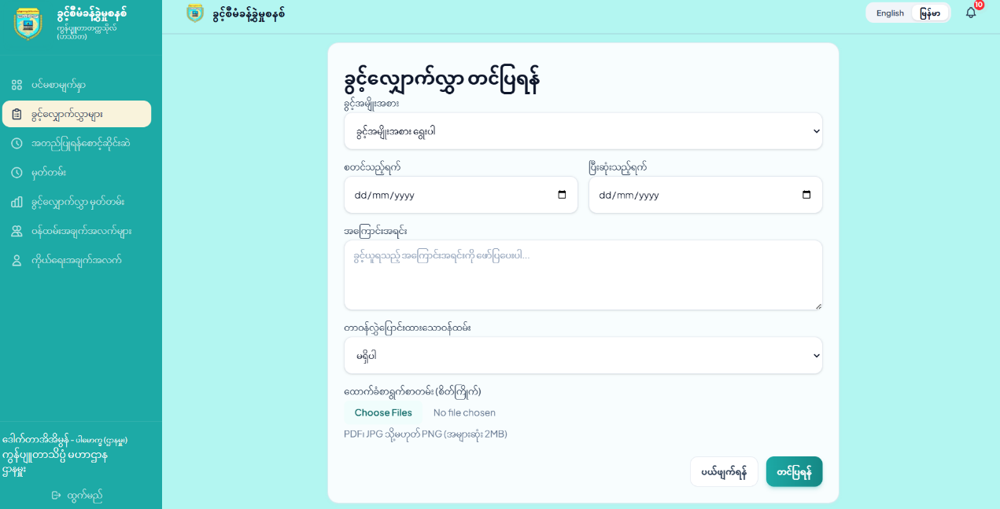 ခွင့်စီမံခန့်ခွဲမှုစနစ်
ကွန်ပျူတာတက္ကသိုလ်
(ဟင်္သာတ)
ပင်မစာမျက်နှာ
ခွင့်လျှောက်လွှာများ
အတည်ပြုရန်စောင့်ဆိုင်းဆဲ
မှတ်တမ်း
ခွင့်လျှောက်လွှာ မှတ်တမ်း
ဝန်ထမ်းအချက်အလက်များ
ကိုယ်ရေးအချက်အလက်
ဒေါက်တာအိအိမွန် - ပါမောက္ခ (ဌာနမှူး)
ကွန်ပျူတာသိပ္ပံ မဟာဌာန
ဌာနမှူး
ထွက်မည်
ခွင့်စီမံခန့်ခွဲမှုစနစ်
English
မြန်မာ
10
ခွင့်လျှောက်လွှာ တင်ပြရန်
ခွင့်အမျိုးအစား
ခွင့်အမျိုးအစား ရွေးပါ
စတင်သည့်ရက်
ပြီးဆုံးသည့်ရက်
dd/mm/yyyy
dd/mm/yyyy
အကြောင်းအရင်း
ခွင့်ယူရသည့် အကြောင်းအရင်းကို ဖော်ပြပေးပါ...
တာဝန်လွှဲပြောင်းထားသောဝန်ထမ်း
မရှိပါ
ထောက်ခံစာရွက်စာတမ်း (စိတ်ကြိုက်)
Choose Files No file chosen
PDF၊ JPG သို့မဟုတ် PNG (အများဆုံး 2MB)
ပယ်ဖျက်ရန်
တင်ပြရန်